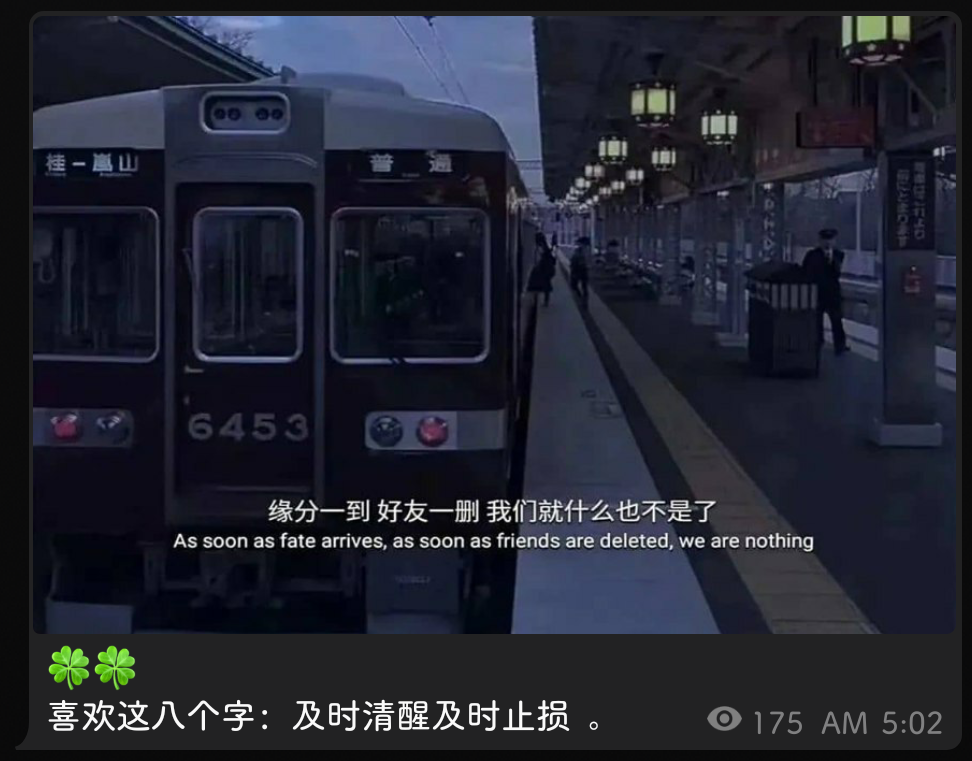 桂-嵐山
普通
6453
缘分一到 好友一删 我们就什么也不是了
As soon as fate arrives, as soon as friends are deleted, we are nothing
🍀🍀
喜欢这八个字：及时清醒及时止损 。
175 AM 5:02